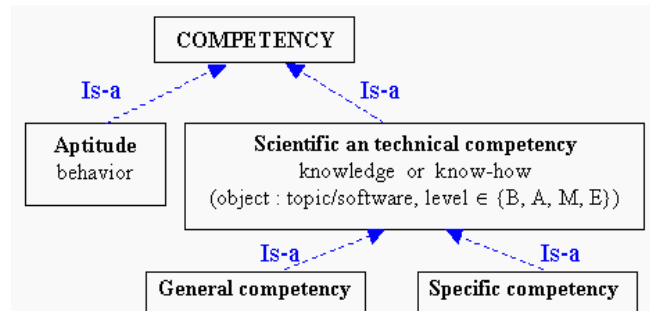 COMPETENCY
Is-a
Is-a
Aptitude
behavior
Scientific an technical competency
knowledge or know-how
(object : topic/software, level ∈ {B, A, M, E})
Is-a
Is-a
General competency
Specific competency